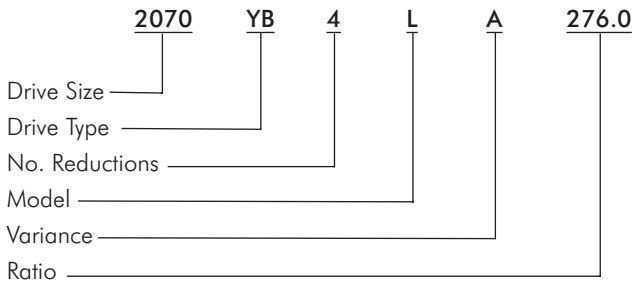 2070 YB 4 L A 276.0
Drive Size
Drive Type
No. Reductions
Model
Variance
Ratio